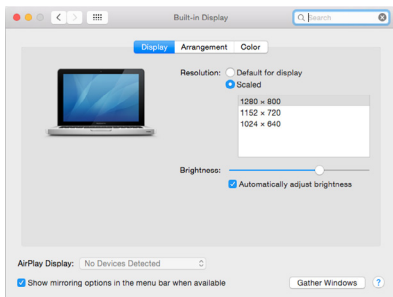 Built-in Display
Search
Display Arrangement Color
Resolution: Default for display
Scaled
1280 × 800
1152 × 720
1024 × 640
Brightness:
Automatically adjust brightness
AirPlay Display: No Devices Detected
Show mirroring options in the menu bar when available
Gather Windows ?